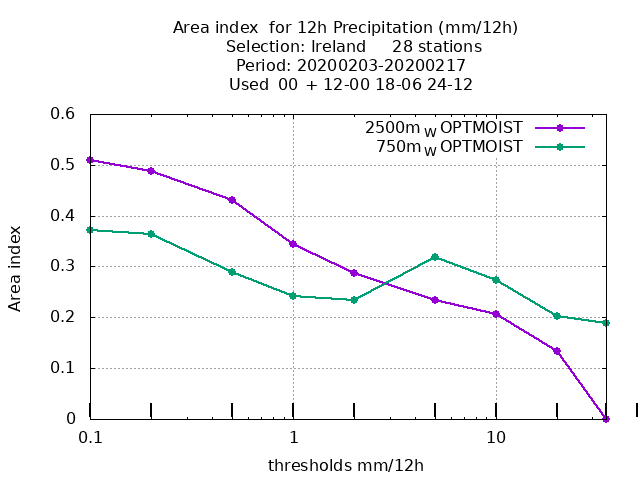 Area index  for 12h Precipitation (mm/12h)
Selection: Ireland     28 stations
Period: 20200203-20200217
Used  00  + 12-00 18-06 24-12
2500m W OPTMOIST
750m W OPTMOIST
0.6
0.5
0.4
0.3
0.2
0.1
0
Area index
0.1
1
10
thresholds mm/12h